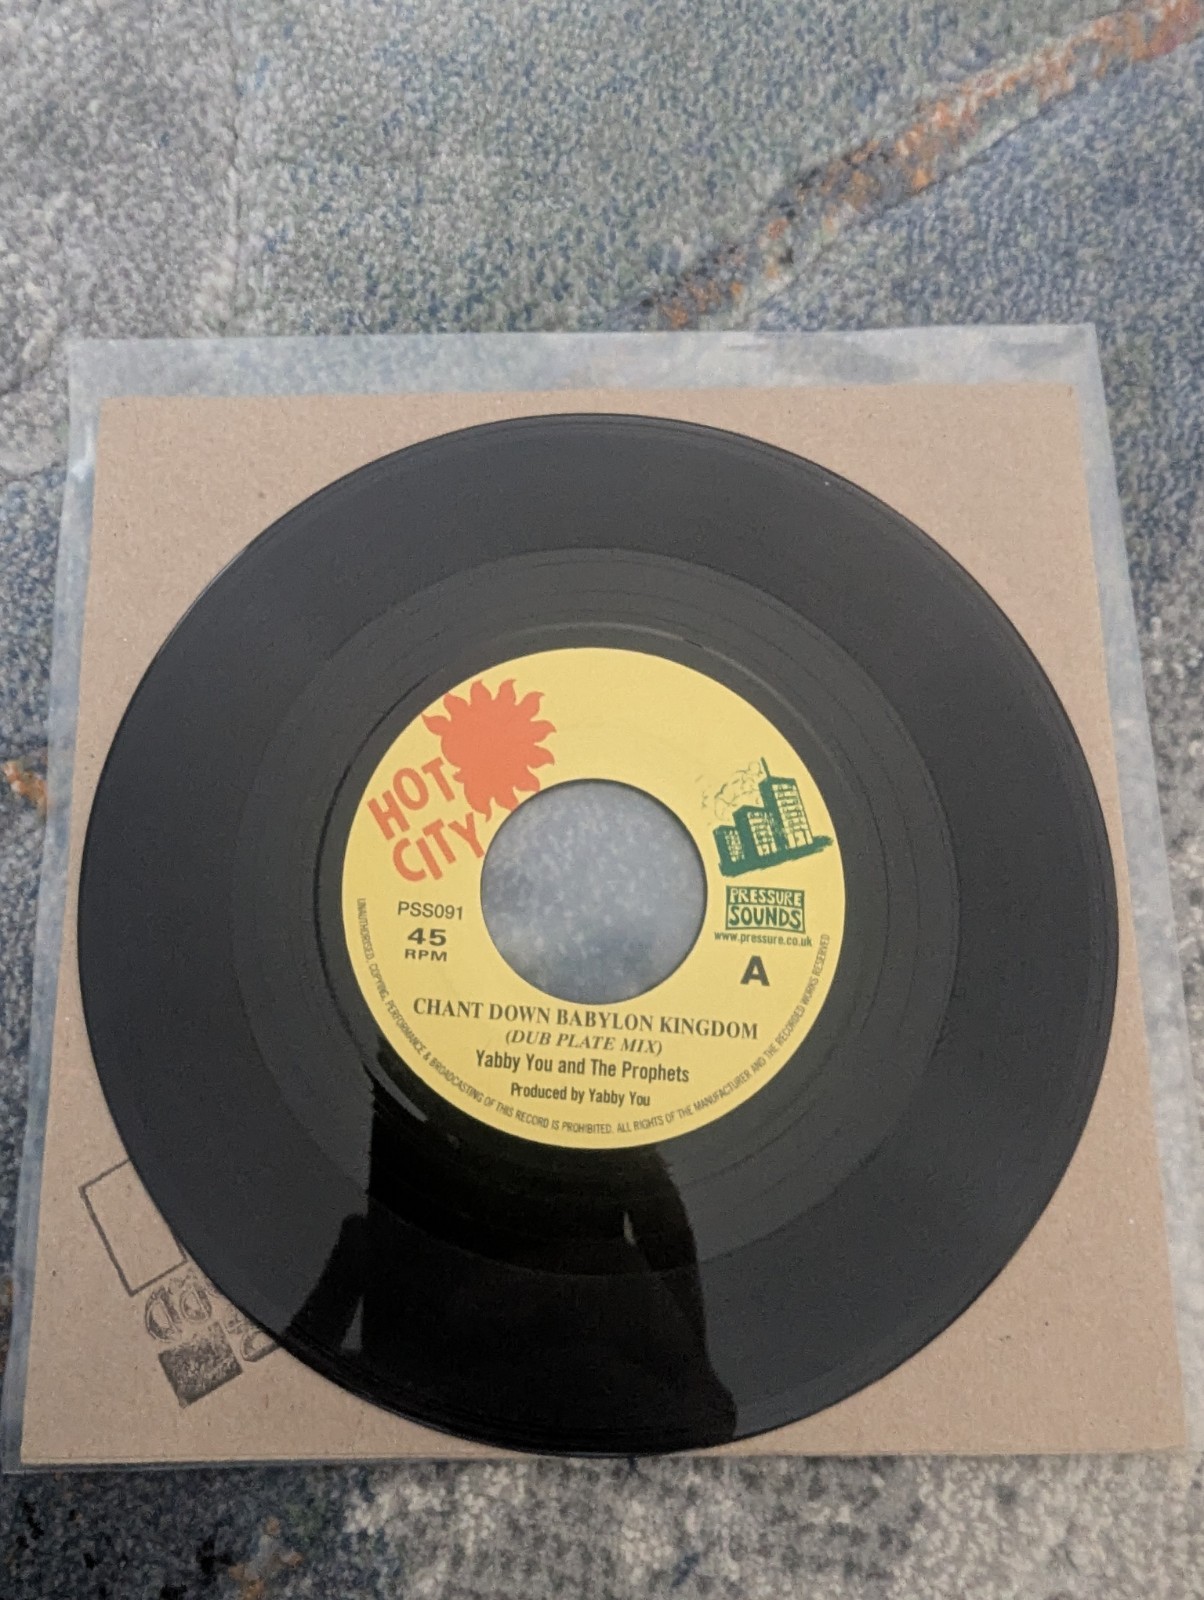 HOT
CITY
PRESSURE
SOUNDS
www.pressure.co.uk
PSS091
45
RPM
A
CHANT DOWN BABYLON KINGDOM
(DUB PLATE MIX)
Yabby You and The Prophets
Produced by Yabby You
UNAUTHORISED, COPYING, PERFORMANCE & BROADCASTING OF THIS RECORD IS PROHIBITED. ALL RIGHTS OF THE MANUFACTURER AND THE RECORDED WORKS RESERVED